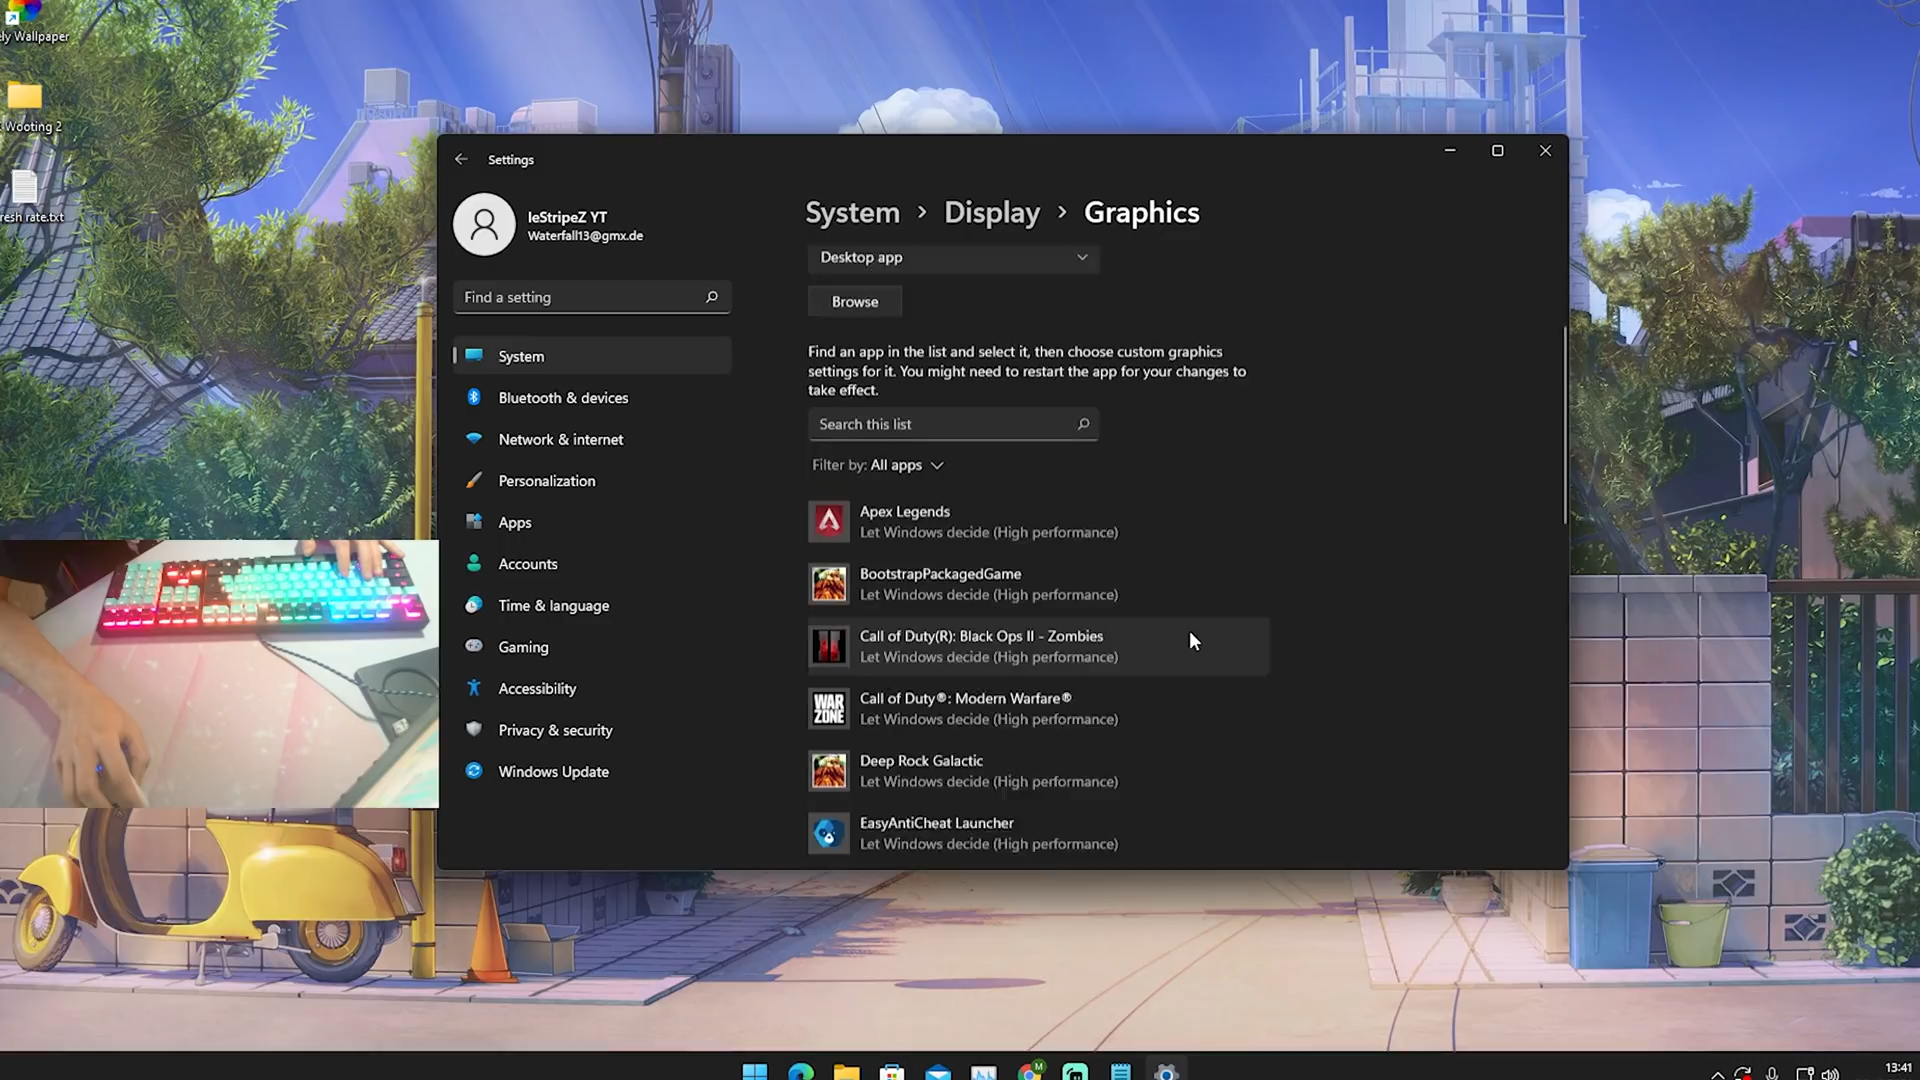 ely Wallpaper
Wooting 2
resh rate.txt
Settings
leStripeZ YT
Waterfall13@gmx.de
Find a setting
System
Bluetooth & devices
Network & internet
Personalization
Apps
Accounts
Time & language
Gaming
Accessibility
Privacy & security
Windows Update
System > Display > Graphics
Desktop app
Browse
Find an app in the list and select it, then choose custom graphics
settings for it. You might need to restart the app for your changes to
take effect.
Search this list
Filter by: All apps
Apex Legends
Let Windows decide (High performance)
BootstrapPackagedGame
Let Windows decide (High performance)
Call of Duty(R): Black Ops II - Zombies
Let Windows decide (High performance)
WAR
ZONE
Call of Duty®: Modern Warfare®
Let Windows decide (High performance)
Deep Rock Galactic
Let Windows decide (High performance)
EasyAntiCheat Launcher
Let Windows decide (High performance)
M
13:41